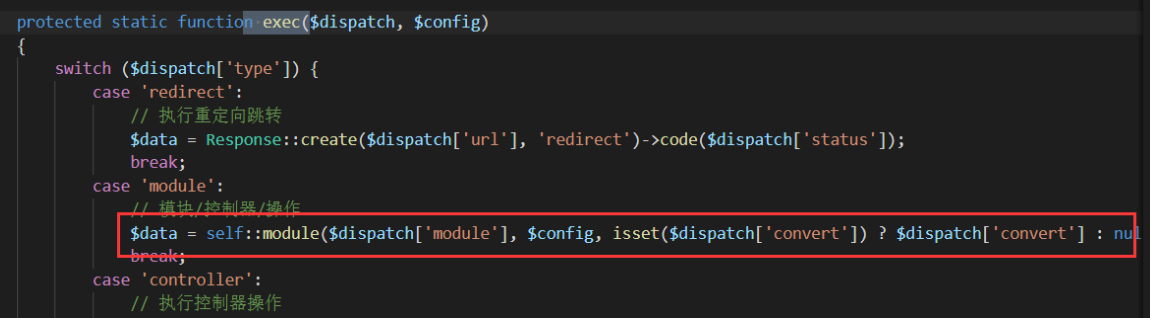 protected static function exec($dispatch, $config)
{
switch ($dispatch['type']) {
case 'redirect':
// 执行重定向跳转
$data = Response::create($dispatch['url'], 'redirect')->code($dispatch['status']);
break;
case 'module':
// 模块/控制器/操作
$data = self::module($dispatch['module'], $config, isset($dispatch['convert']) ? $dispatch['convert'] : nul
break;
case 'controller':
// 执行控制器操作